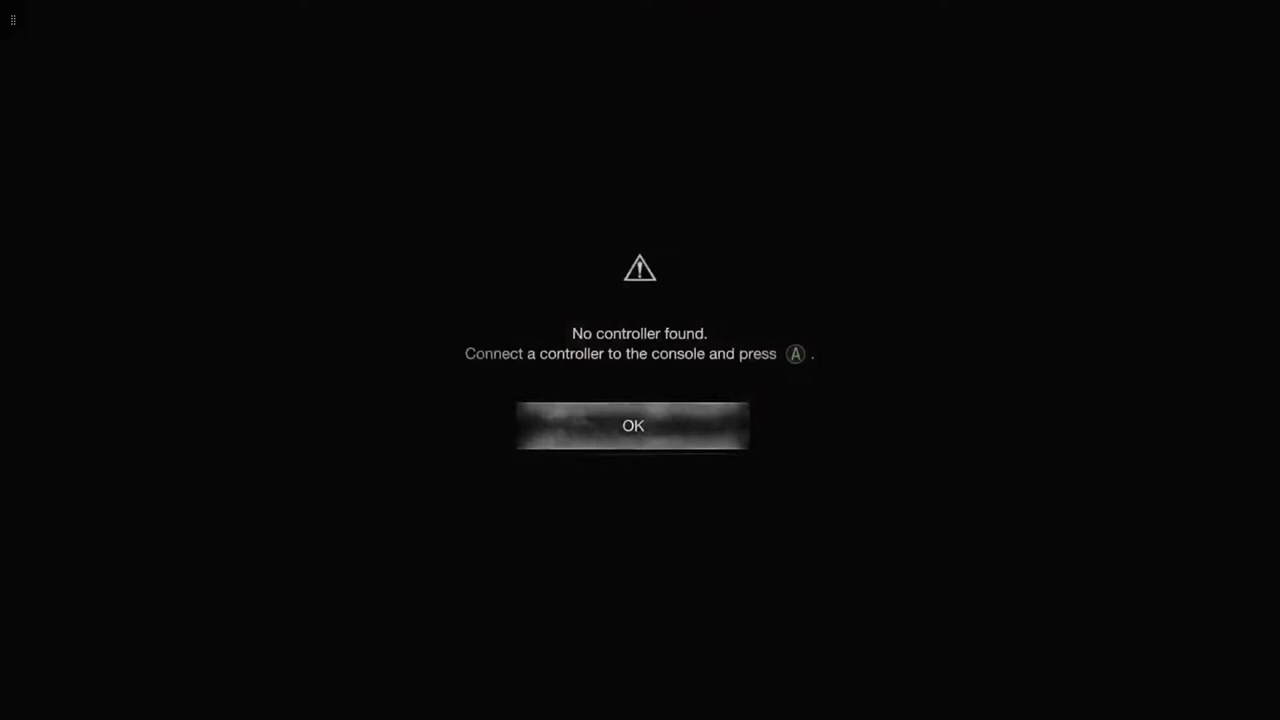 No controller found.
Connect a controller to the console and press Ⓐ .
OK